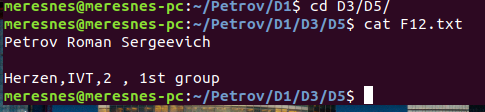 meresnes@meresnes-pc:~/Petrov/D1$ cd D3/D5/
meresnes@meresnes-pc:~/Petrov/D1/D3/D5$ cat F12.txt
Petrov Roman Sergeevich

Herzen,IVT,2 , 1st group
meresnes@meresnes-pc:~/Petrov/D1/D3/D5$